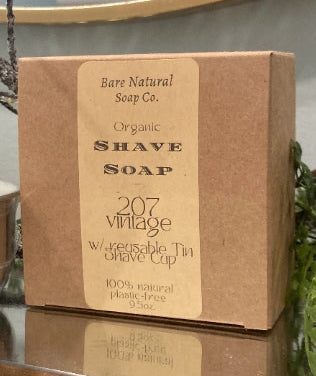 Bare Natural
Soap Co.
Organic
SHAVE
SOAP
207
vintage
w/ reusable Tin
Shave Cup
100% natural
plastic-free
9.5oz.